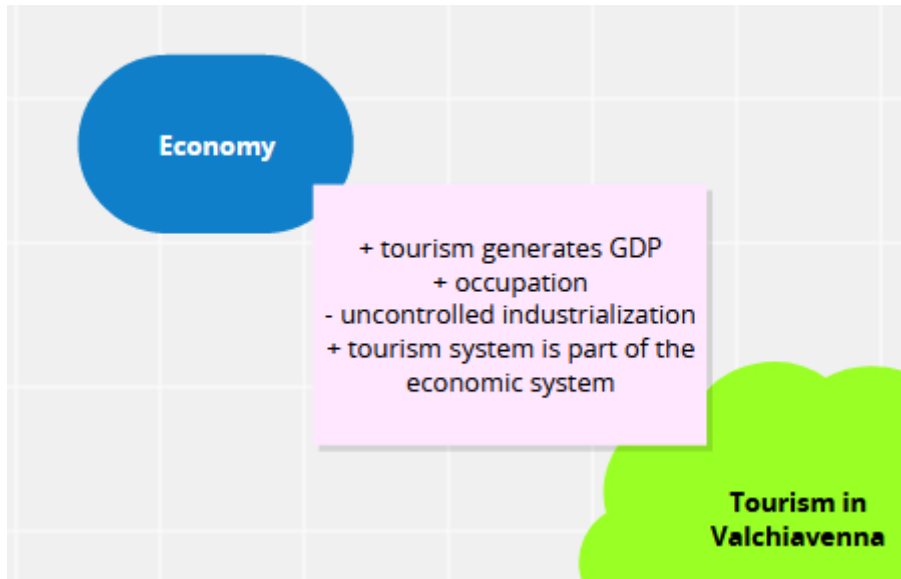 Economy
+ tourism generates GDP
+ occupation
- uncontrolled industrialization
+ tourism system is part of the
economic system
Tourism in
Valchiavenna